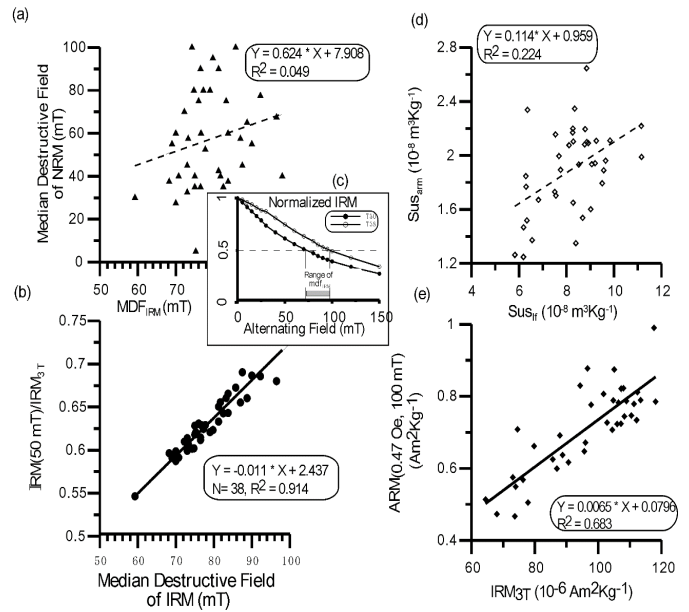 (a)
100
80
60
40
20
0
Median Destructive Field
of NRM (mT)
Y = 0.624 * X + 7.908
R2 = 0.049
50
60
70
MDFIRM (mT)
(c)
Normalized IRM
1
0.5
0
0
50
100
150
Range of
Alternating Field (mT)
(b)
0.75
0.7
0.65
0.6
0.55
0.5
IRM(50 mT)/IRM3T
Y = -0.011 * X + 2.437
N= 38, R2 = 0.914
50
60
70
80
90
100
Median Destructive Field
of IRM (mT)
(d)
Y = 0.114* X + 0.959
R2 = 0.224
2.8
2.4
2
1.6
1.2
Susarm (10-8 m3Kg-1)
4
6
8
10
12
Suslf (10-8 m3Kg-1)
(e)
1
0.8
0.6
0.4
ARM(0.47 Oe, 100 mT)
(Am2Kg-1)
Y = 0.0065* X + 0.0796
R2 = 0.683
60
80
100
120
IRM3T (10-6 Am2Kg-1)